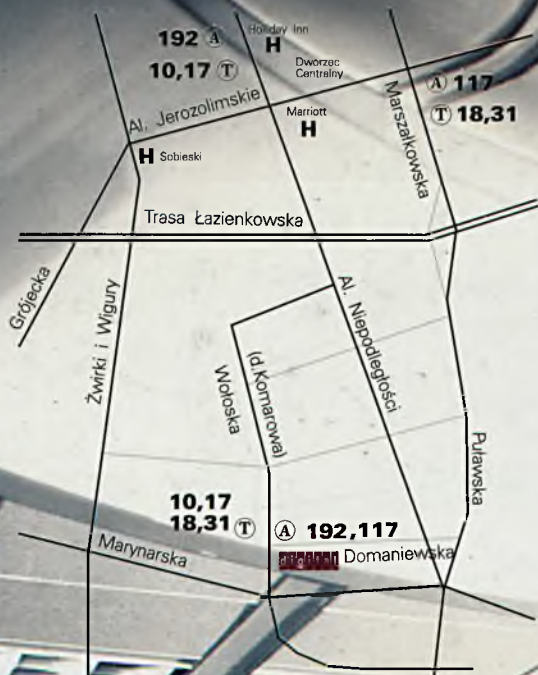 Holiday Inn
192 Ⓐ H
Dworzec
Centralny
10,17 Ⓣ
Ⓐ 117
Al. Jerozolimskie
Marriott
H
Ⓣ 18,31
Marszałkowska
H Sobieski
Trasa Łazienkowska
Grójecka
Żwirki i Wigury
Al. Niepodległości
Wołoska
(d.Komarowa)
Puławska
10,17
18,31 Ⓣ Ⓐ 192,117
Marynarska
digital Domaniewska